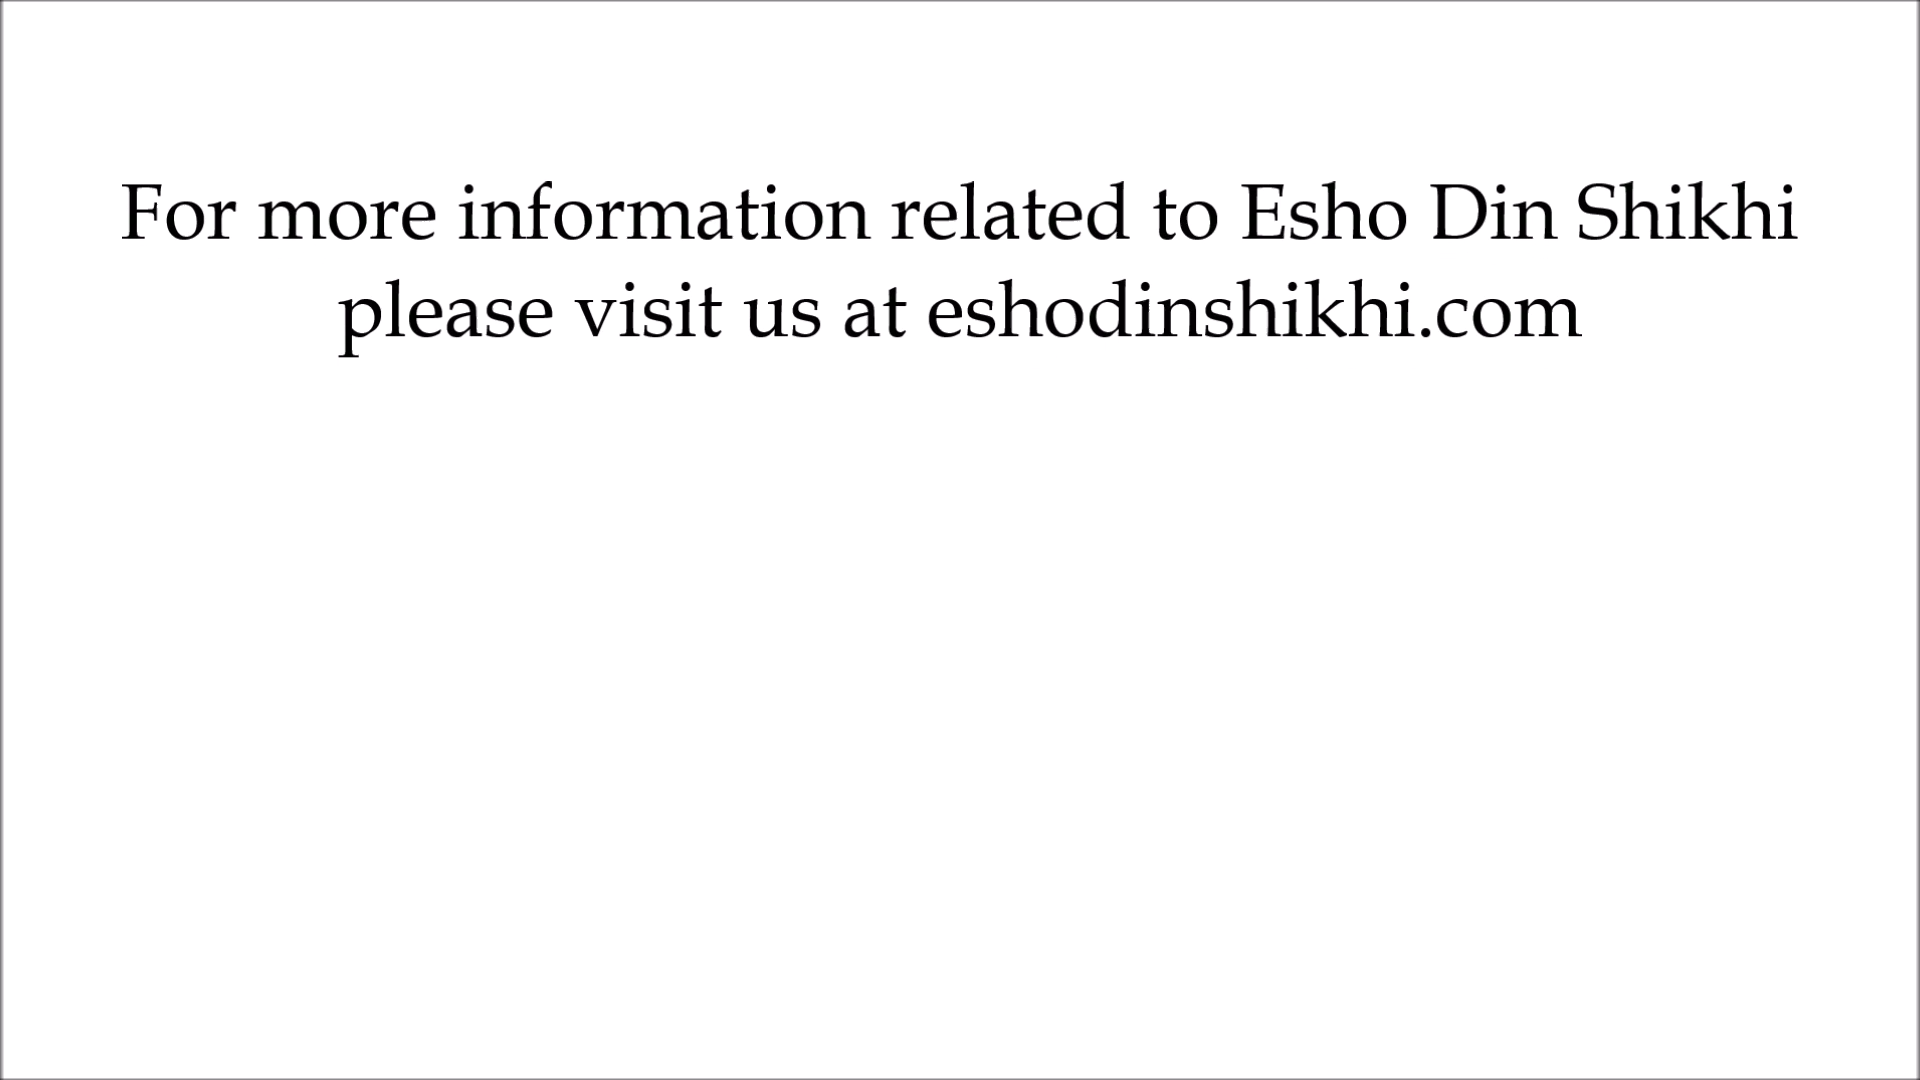 For more information related to Esho Din Shikhi
please visit us at eshodinshikhi.com